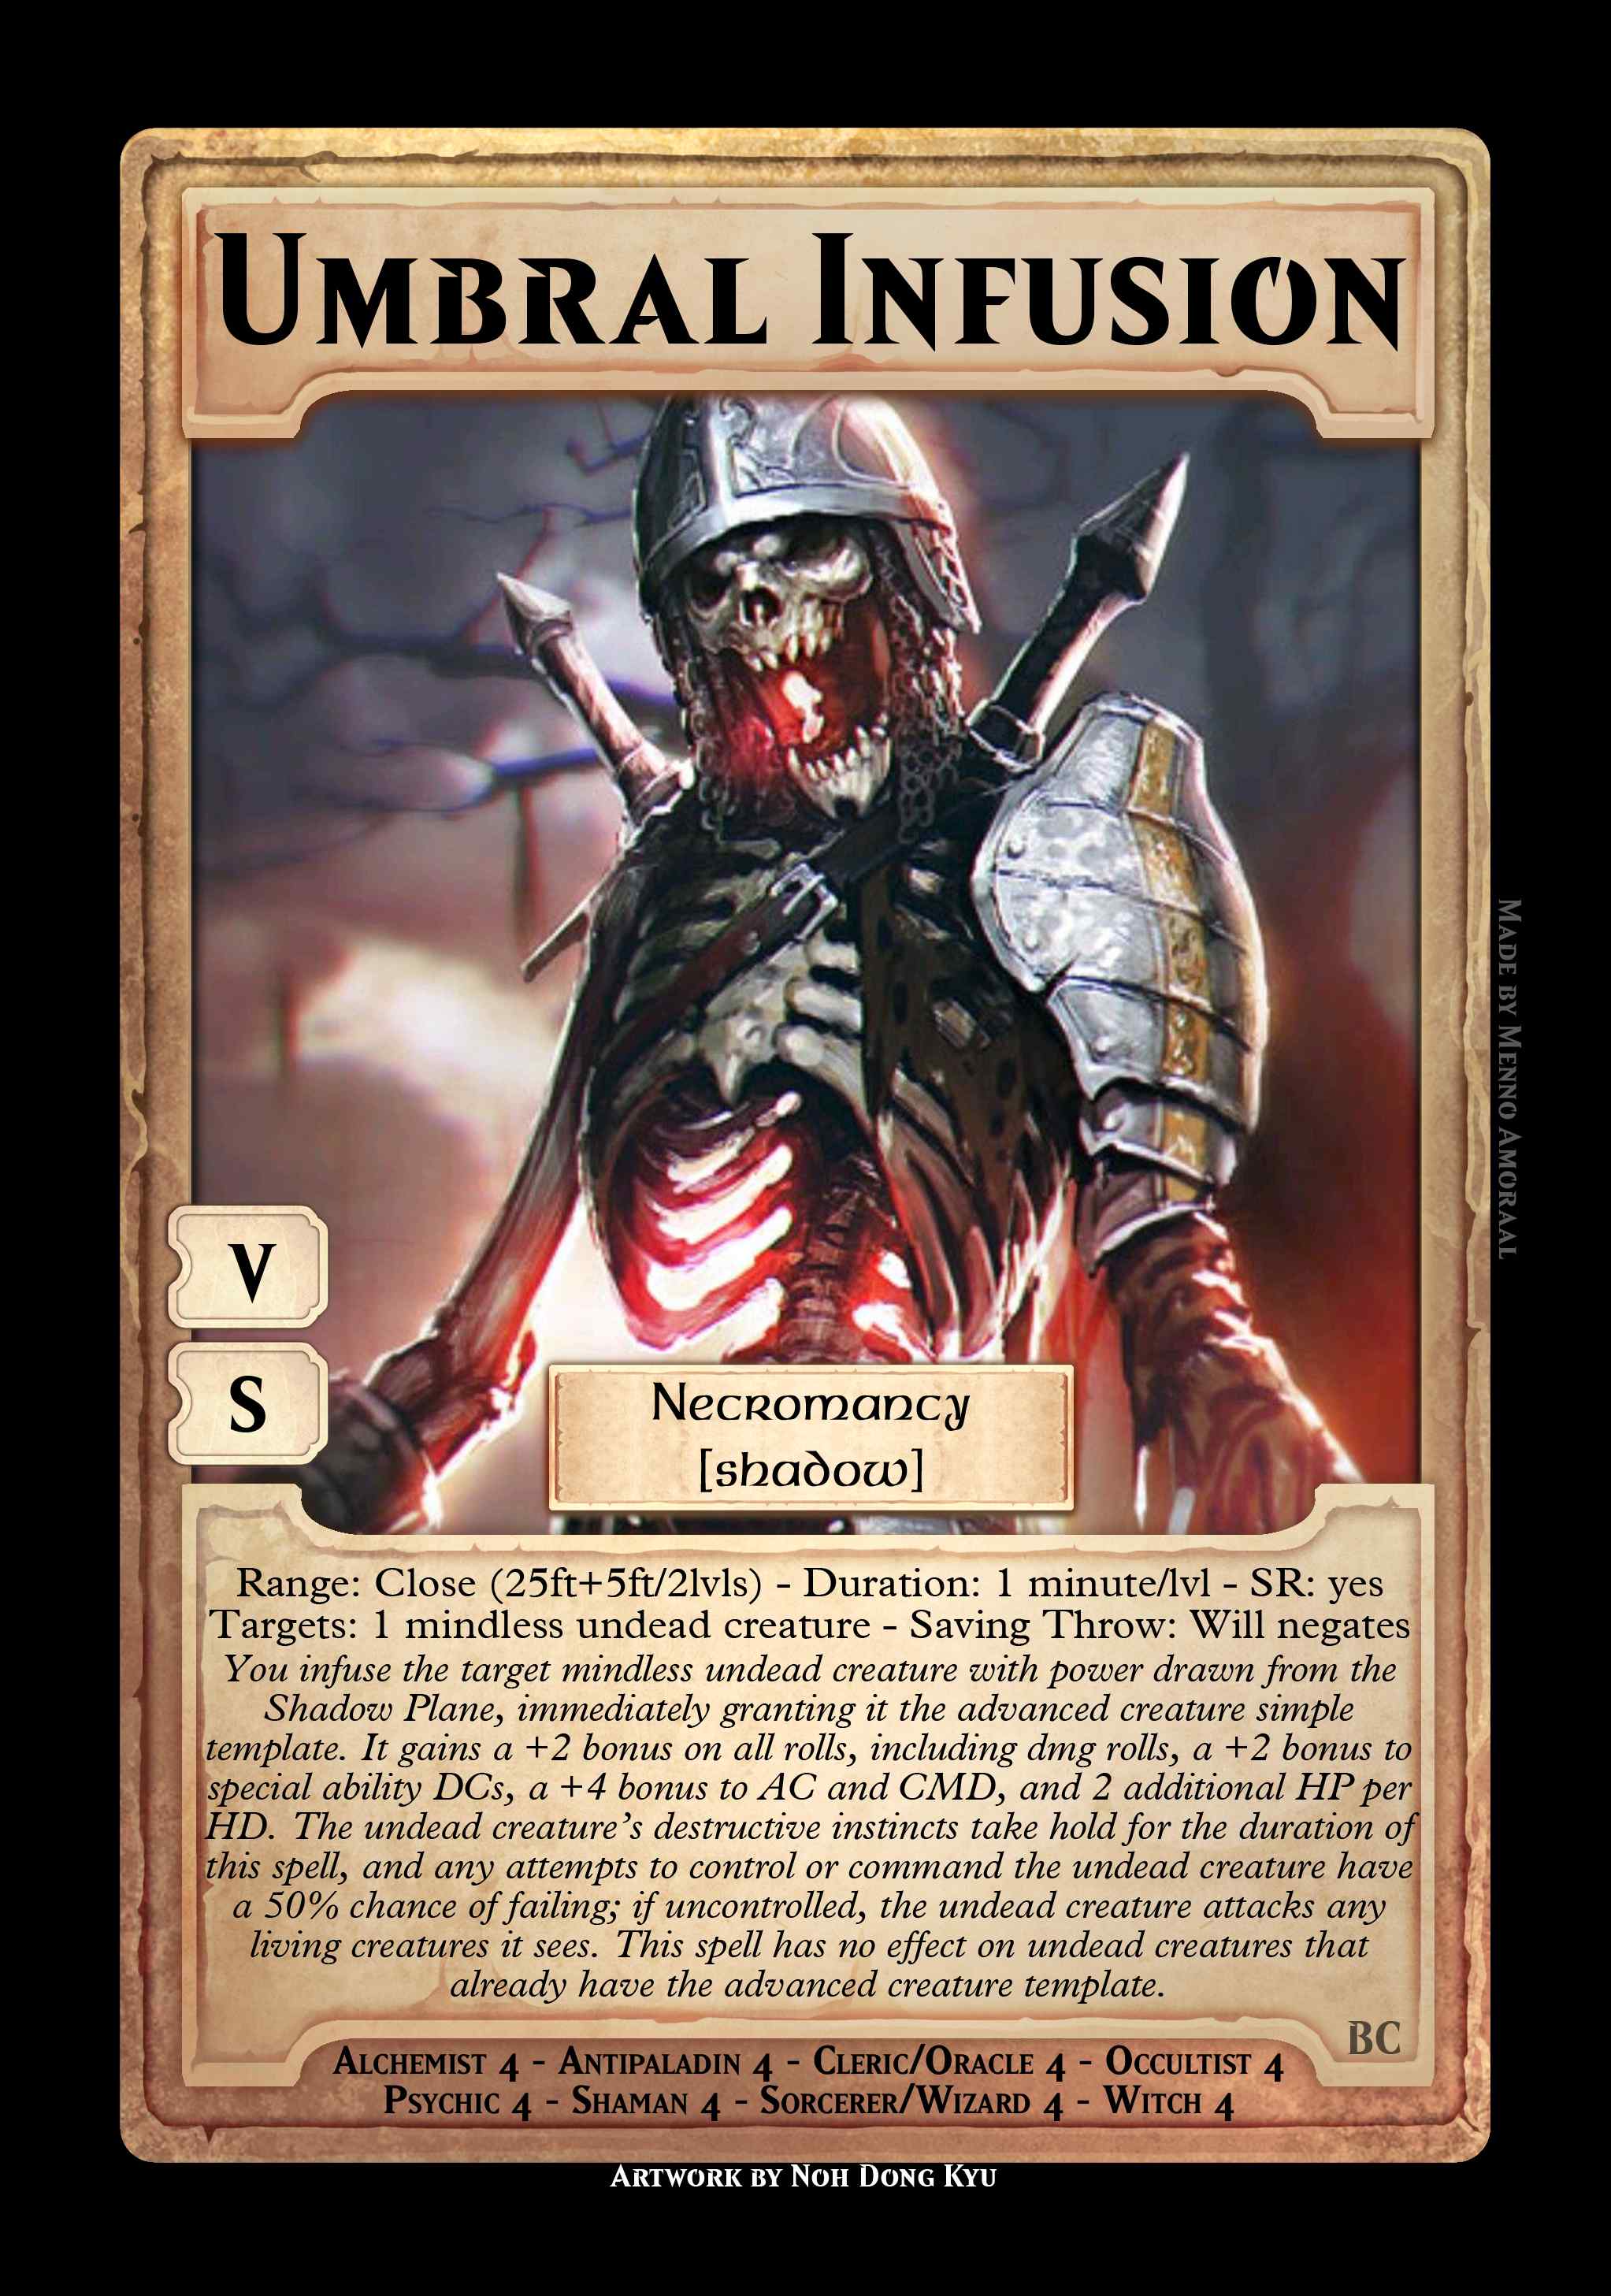 Umbral Infusion
V
S
Necromancy
[shadow]
Range: Close (25ft+5ft/2lvls) - Duration: 1 minute/lvl - SR: yes
Targets: 1 mindless undead creature - Saving Throw: Will negates
You infuse the target mindless undead creature with power drawn from the
Shadow Plane, immediately granting it the advanced creature simple
template. It gains a +2 bonus on all rolls, including dmg rolls, a +2 bonus to
special ability DCs, a +4 bonus to AC and CMD, and 2 additional HP per
HD. The undead creature's destructive instincts take hold for the duration of
this spell, and any attempts to control or command the undead creature have
a 50% chance of failing; if uncontrolled, the undead creature attacks any
living creatures it sees. This spell has no effect on undead creatures that
already have the advanced creature template.
BC
Alchemist 4 - Antipaladin 4 - Cleric/Oracle 4 - Occultist 4
Psychic 4 - Shaman 4 - Sorcerer/Wizard 4 - Witch 4
Artwork by Noh Dong Kyu
Made by Menno Amoraal